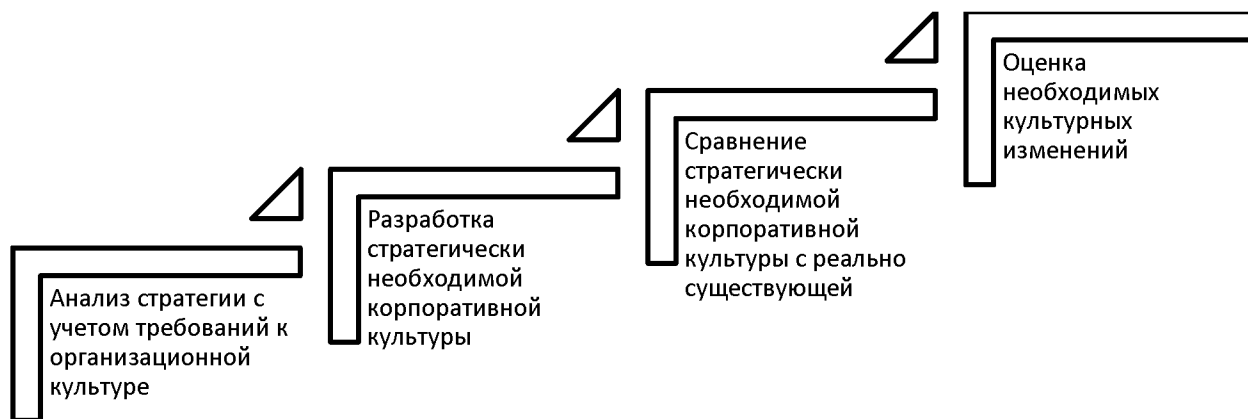 Анализ стратегии с
учетом требований к
организационной
культуре
Разработка
стратегически
необходимой
корпоративной
культуры
Сравнение
стратегически
необходимой
корпоративной
культуры с реально
существующей
Оценка
необходимых
культурных
изменений